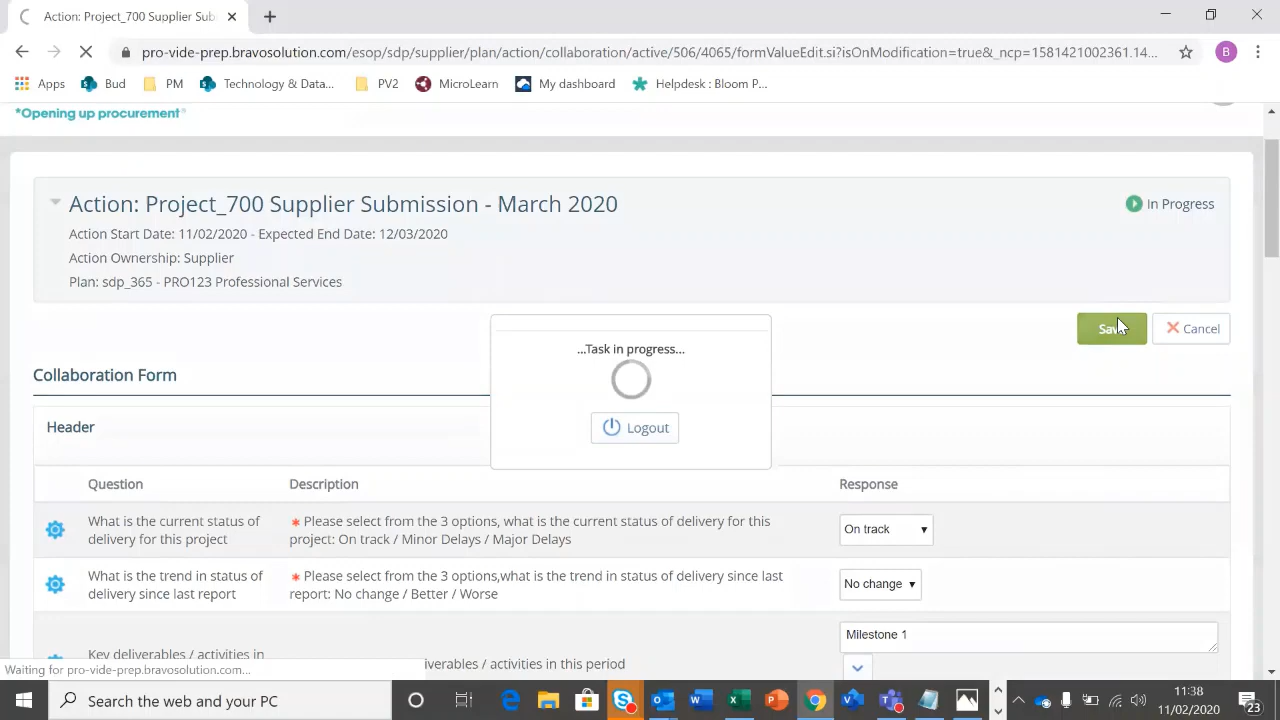 Action: Project_700 Supplier Sub
pro-vide-prep.bravosolution.com/esop/sdp/supplier/plan/action/collaboration/active/506/4065/formValueEdit.si?isOnModification=true&_ncp=1581421002361.14...
B
Apps Bud PM Technology & Data... PV2 MicroLearn My dashboard Helpdesk : Bloom P...
*Opening up procurement®
Action: Project_700 Supplier Submission - March 2020
In Progress
Action Start Date: 11/02/2020 - Expected End Date: 12/03/2020
Action Ownership: Supplier
Plan: sdp_365 - PRO123 Professional Services
Save Cancel
...Task in progress...
Logout
Collaboration Form
Header
Question Description Response
What is the current status of delivery for this project
* Please select from the 3 options, what is the current status of delivery for this
project: On track / Minor Delays / Major Delays
On track
What is the trend in status of delivery since last report
* Please select from the 3 options,what is the trend in status of delivery since last
report: No change / Better / Worse
No change
Key deliverables / activities in
iverables / activities in this period
Milestone 1
Waiting for pro-vide-prep.bravosolution.com...
Search the web and your PC
11:38
11/02/2020
23